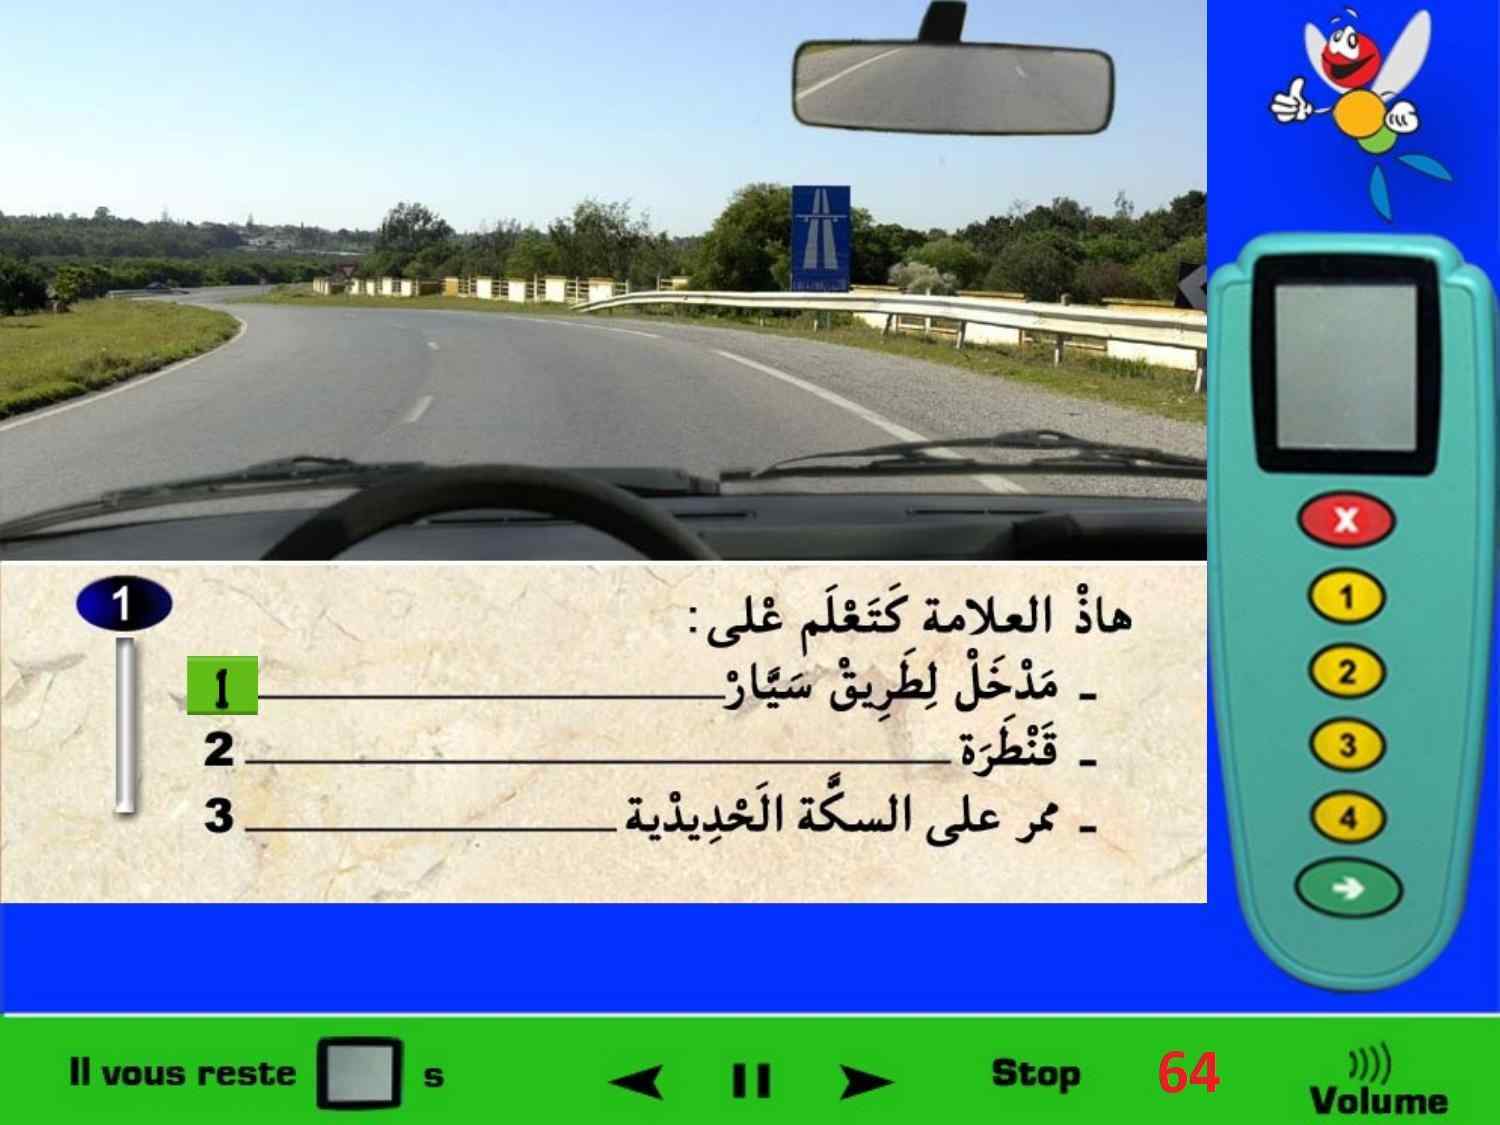 1
هاذْ العلامة كَتَعْلَم عْلى :
ـ مَدْخَلْ لِطَرِيقْ سَيَّارْ 1
ـ قَنْطَرَة 2
ـ ممر على السكَّة الَحْدِيدْية 3
X
1
2
3
4
Il vous reste s
Stop
64
Volume